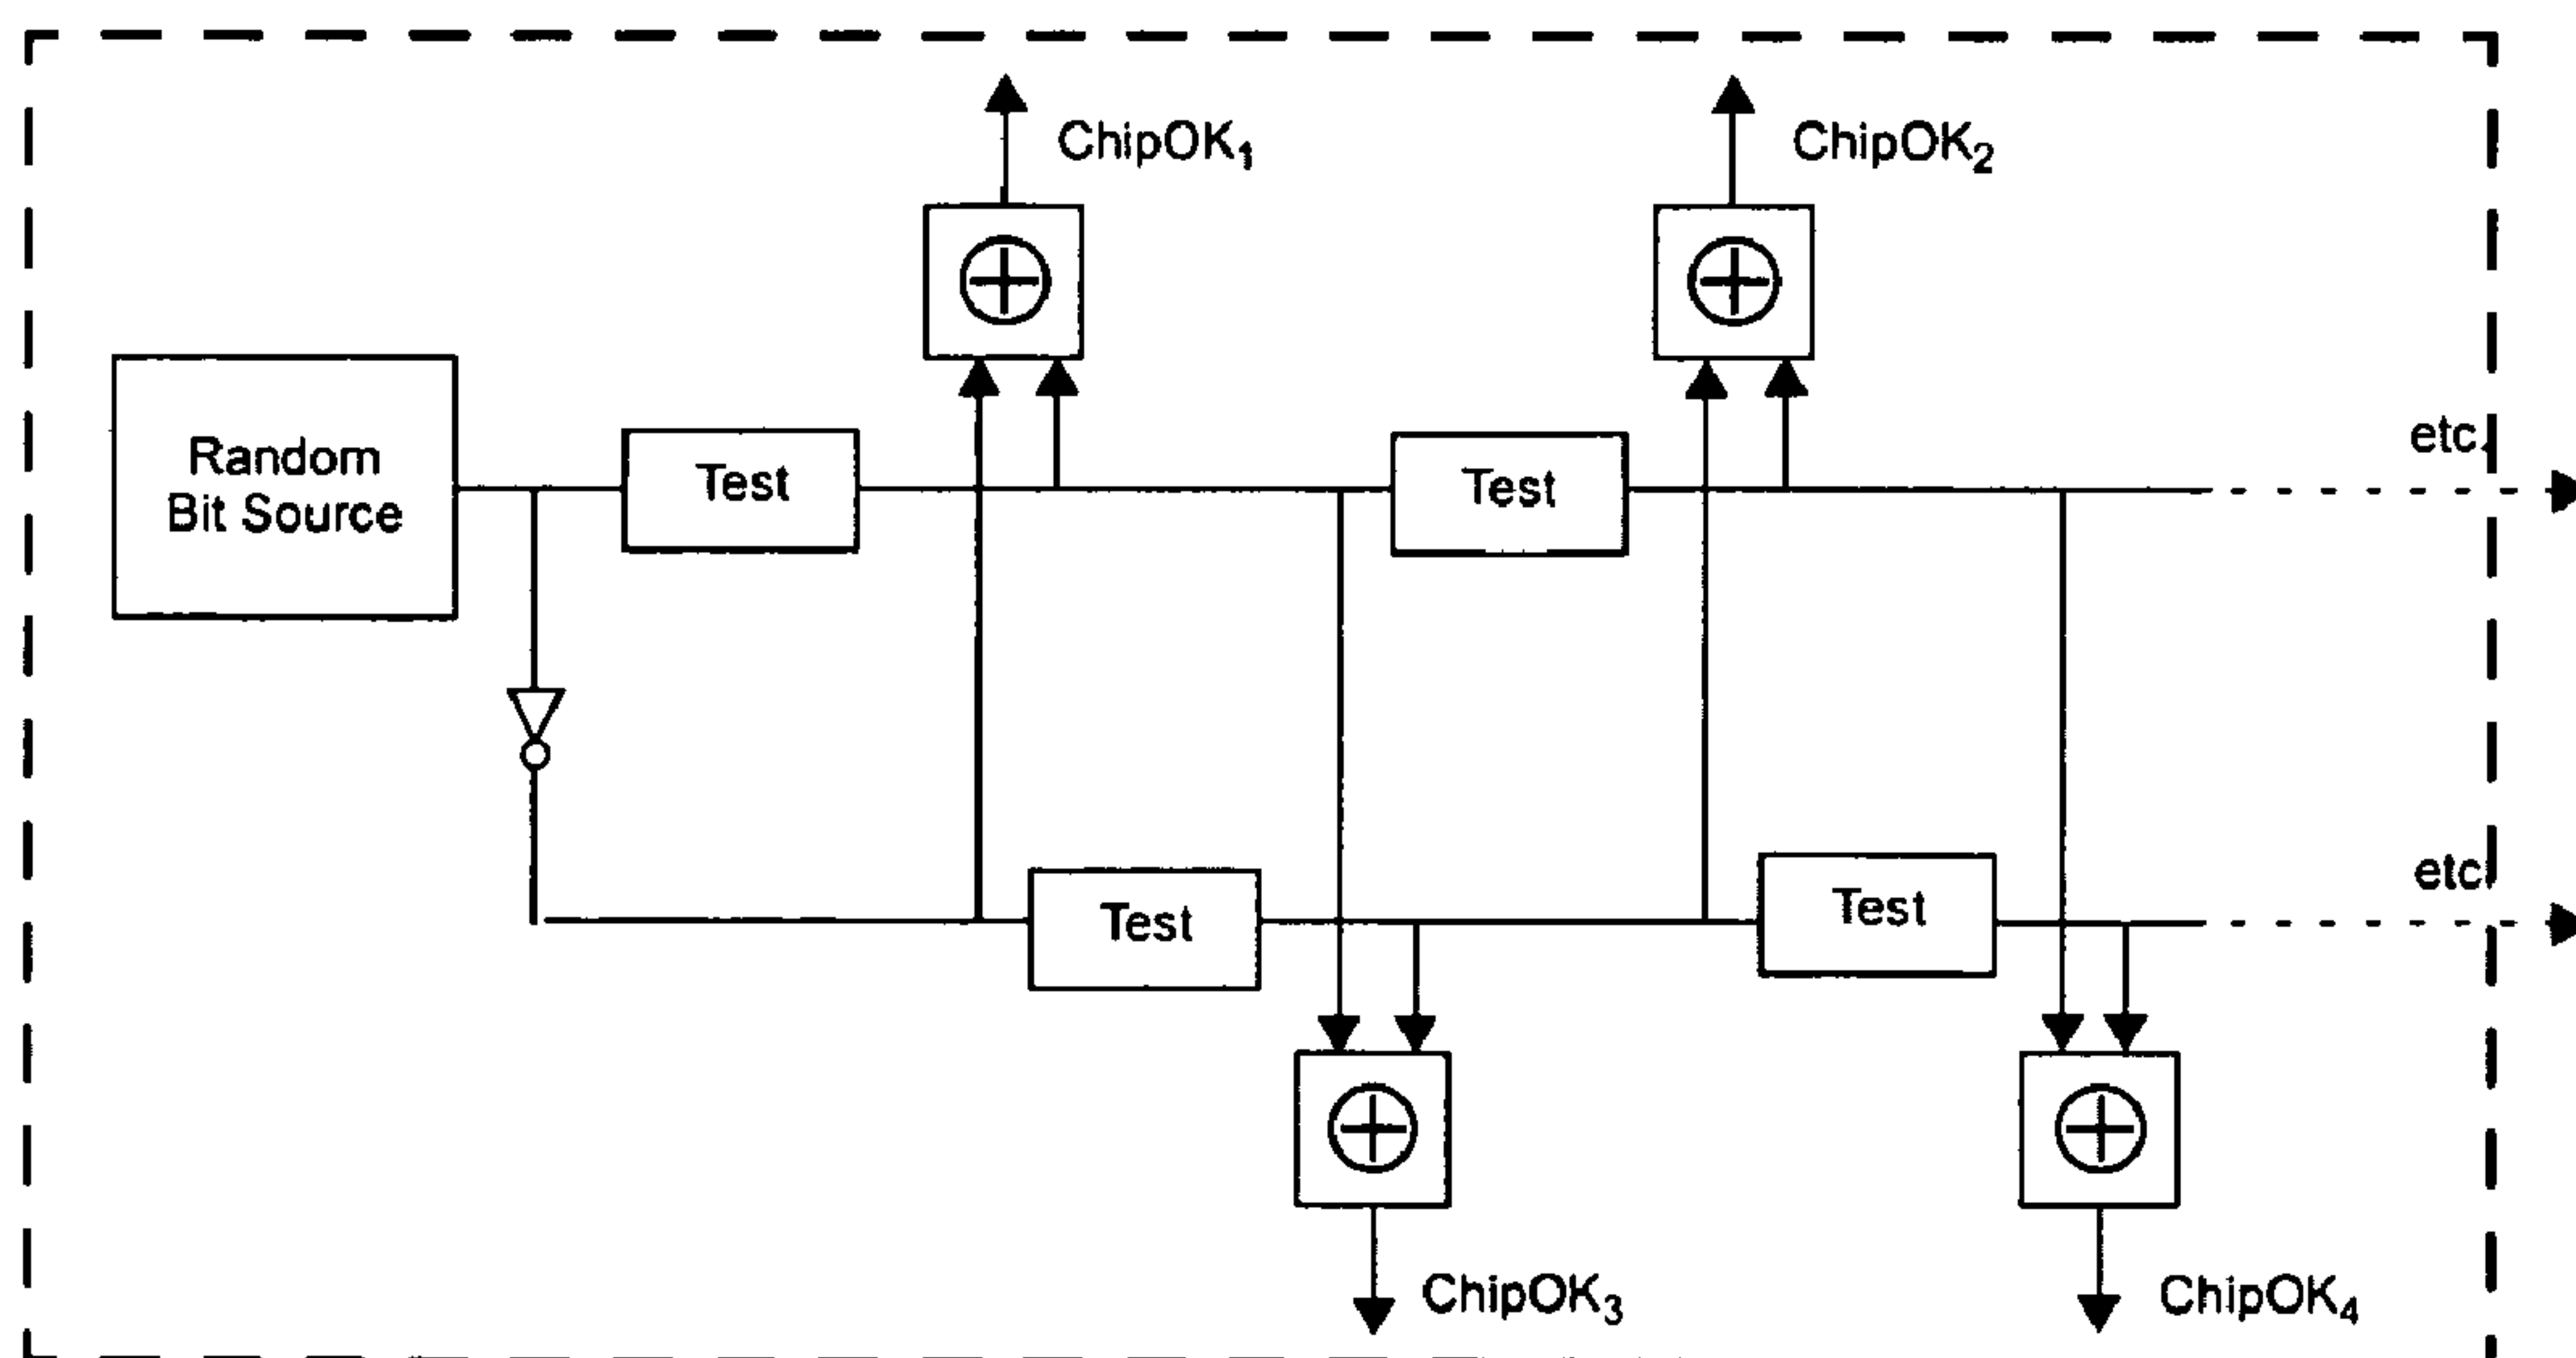 ChipOK₁
ChipOK₂
Random
Bit Source
Test
Test
etc.
Test
Test
etc.
ChipOK₃
ChipOK₄